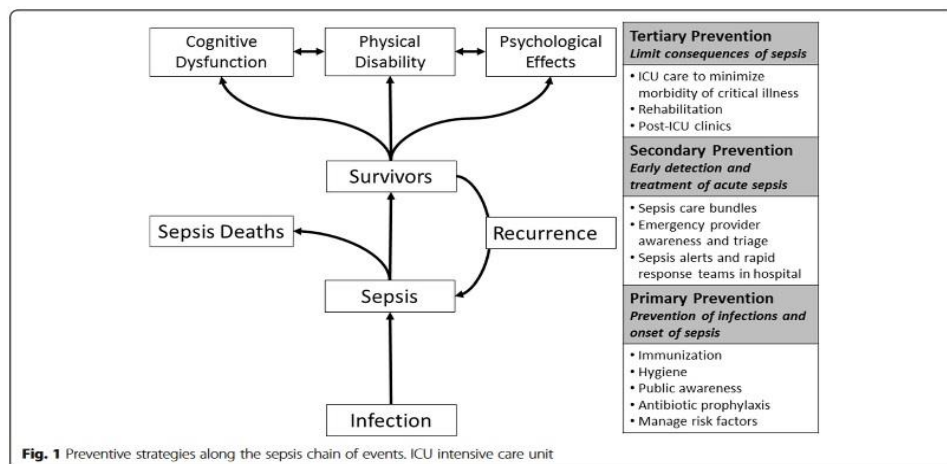 Cognitive
Dysfunction
Physical
Disability
Psychological
Effects
Survivors
Sepsis Deaths
Recurrence
Sepsis
Infection
Tertiary Prevention
Limit consequences of sepsis
• ICU care to minimize
morbidity of critical illness
• Rehabilitation
• Post-ICU clinics
Secondary Prevention
Early detection and
treatment of acute sepsis
• Sepsis care bundles
• Emergency provider
awareness and triage
• Sepsis alerts and rapid
response teams in hospital
Primary Prevention
Prevention of infections and
onset of sepsis
• Immunization
• Hygiene
• Public awareness
• Antibiotic prophylaxis
• Manage risk factors
Fig. 1 Preventive strategies along the sepsis chain of events. ICU intensive care unit